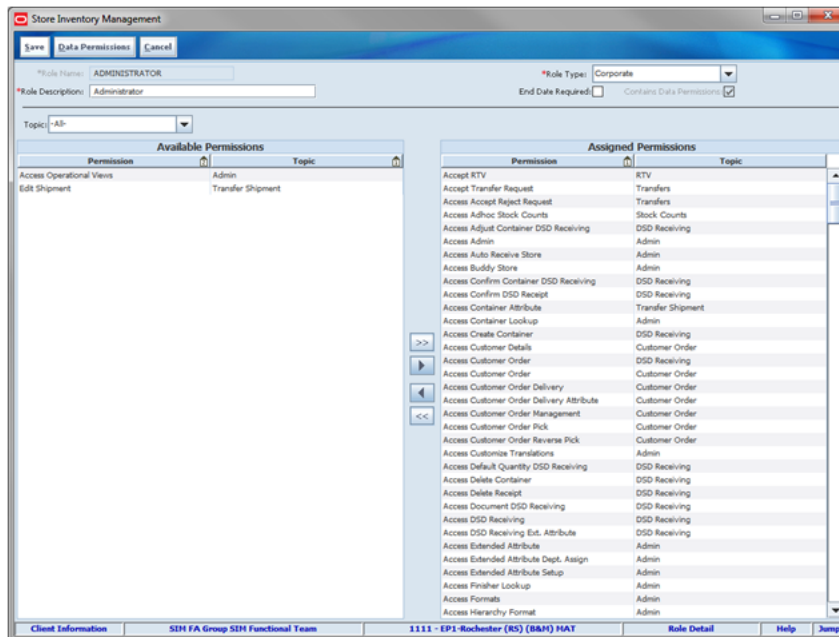 Store Inventory Management
Save Data Permissions Cancel
*Role Name: ADMINISTRATOR *Role Type: Corporate
*Role Description: Administrator End Date Required: Contains Data Permissions:
Topic: -All-
Available Permissions Assigned Permissions
Permission Topic Permission Topic
Access Operational Views Admin Accept RTV RTV
Edit Shipment Transfer Shipment Accept Transfer Request Transfers
Access Accept Reject Request Transfers
Access Adhoc Stock Counts Stock Counts
Access Adjust Container DSD Receiving DSD Receiving
Access Admin Admin
Access Auto Receive Store Admin
Access Buddy Store Admin
Access Confirm Container DSD Receiving DSD Receiving
Access Confirm DSD Receipt DSD Receiving
Access Container Attribute Transfer Shipment
Access Container Lookup Admin
Access Create Container DSD Receiving
>> Access Customer Details Customer Order
Access Customer Order DSD Receiving
Access Customer Order Customer Order
Access Customer Order Delivery Customer Order
Access Customer Order Delivery Attribute Customer Order
<< Access Customer Order Management Customer Order
Access Customer Order Pick Customer Order
Access Customer Order Reverse Pick Customer Order
Access Customize Translations Admin
Access Default Quantity DSD Receiving DSD Receiving
Access Delete Container DSD Receiving
Access Delete Receipt DSD Receiving
Access Document DSD Receiving DSD Receiving
Access DSD Receiving DSD Receiving
Access DSD Receiving Ext. Attribute DSD Receiving
Access Extended Attribute Admin
Access Extended Attribute Dept. Assign Admin
Access Extended Attribute Setup Admin
Access Finisher Lookup Admin
Access Formats Admin
Access Hierarchy Format Admin
Client Information SIM FA Group SIM Functional Team 1111 - EP1-Rochester (RS) (B&M) MAT Role Detail Help Jump